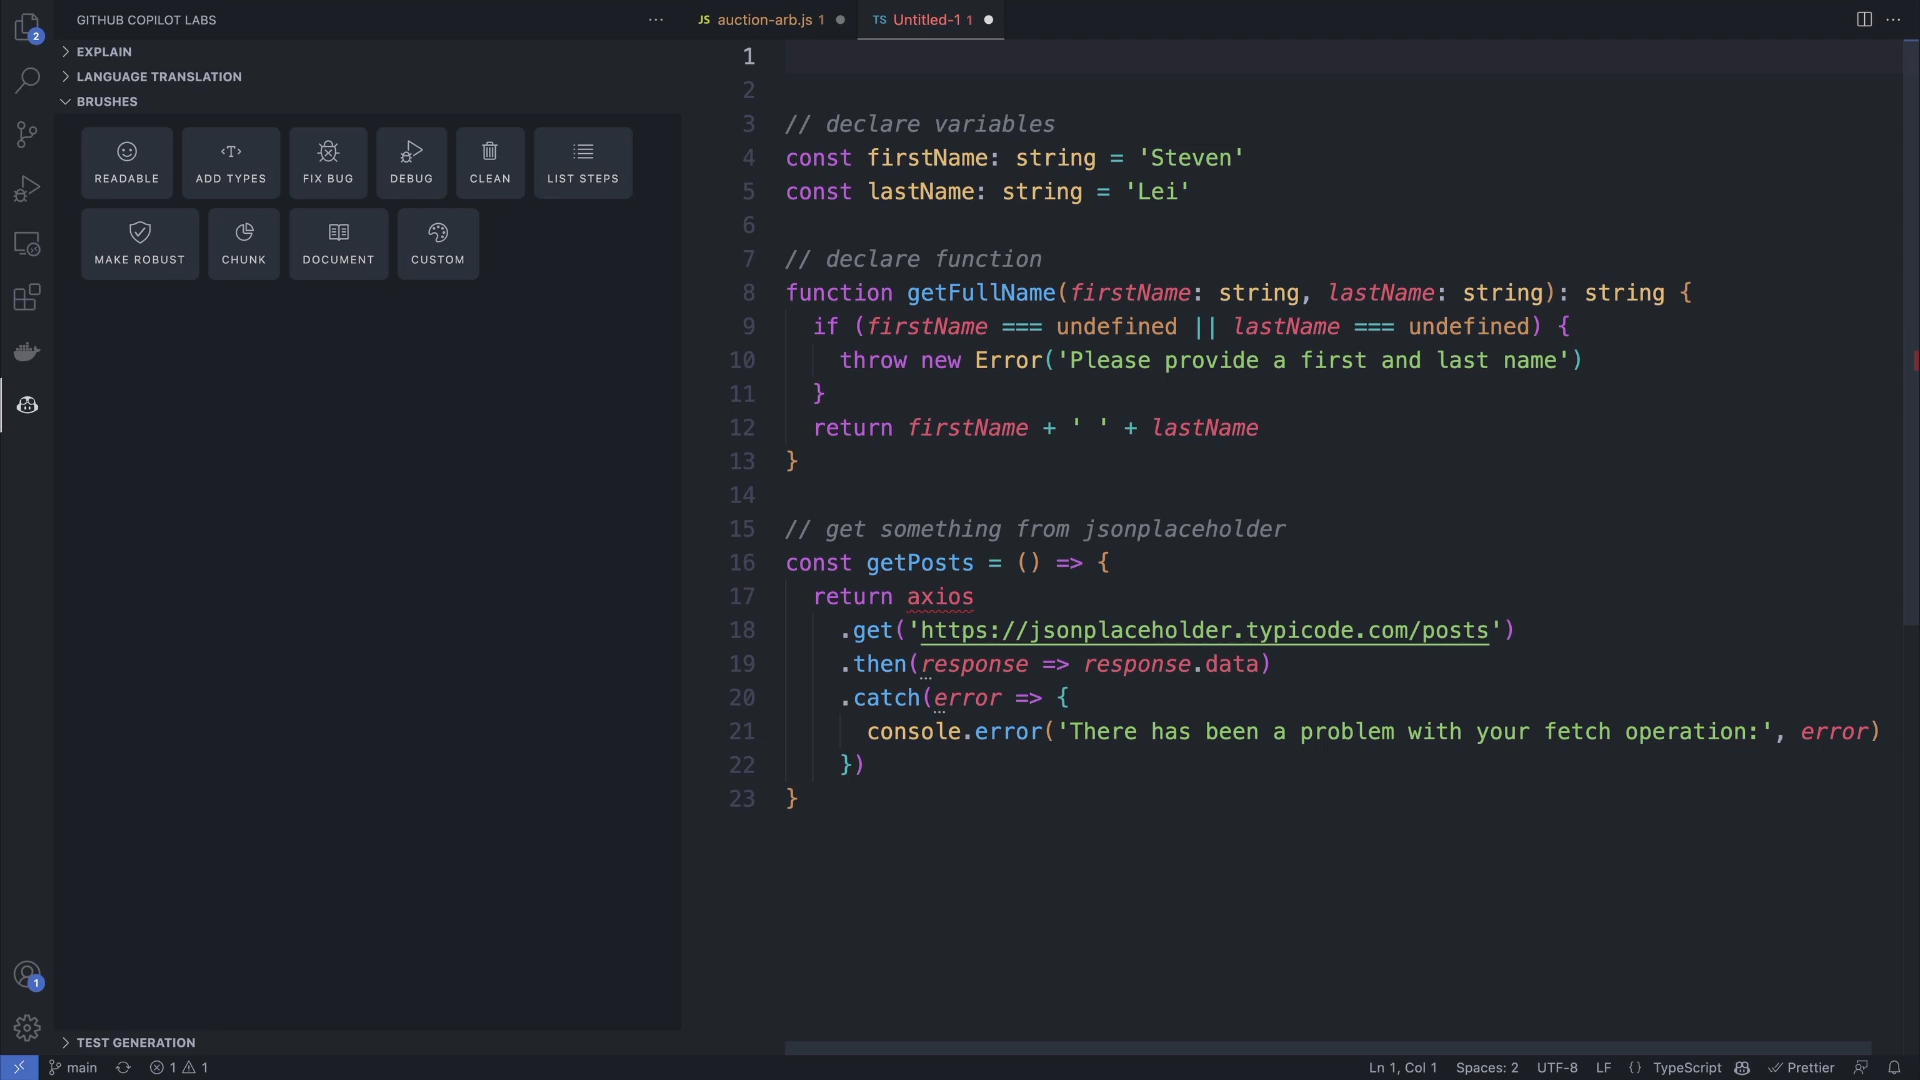 GITHUB COPILOT LABS
JS auction-arb.js 1
TS Untitled-1 1
2
EXPLAIN
LANGUAGE TRANSLATION
BRUSHES
READABLE
ADD TYPES
FIX BUG
DEBUG
CLEAN
LIST STEPS
MAKE ROBUST
CHUNK
DOCUMENT
CUSTOM
1
2
3 // declare variables
4 const firstName: string = 'Steven'
5 const lastName: string = 'Lei'
6
7 // declare function
8 function getFullName(firstName: string, lastName: string): string {
9 if (firstName === undefined || lastName === undefined) {
10 throw new Error('Please provide a first and last name')
11 }
12 return firstName + ' ' + lastName
13 }
14
15 // get something from jsonplaceholder
16 const getPosts = () => {
17 return axios
18 .get('https://jsonplaceholder.typicode.com/posts')
19 .then(response => response.data)
20 .catch(error => {
21 console.error('There has been a problem with your fetch operation:', error)
22 })
23 }
1
TEST GENERATION
main
1 1
Ln 1, Col 1
Spaces: 2
UTF-8
LF
{} TypeScript
Prettier